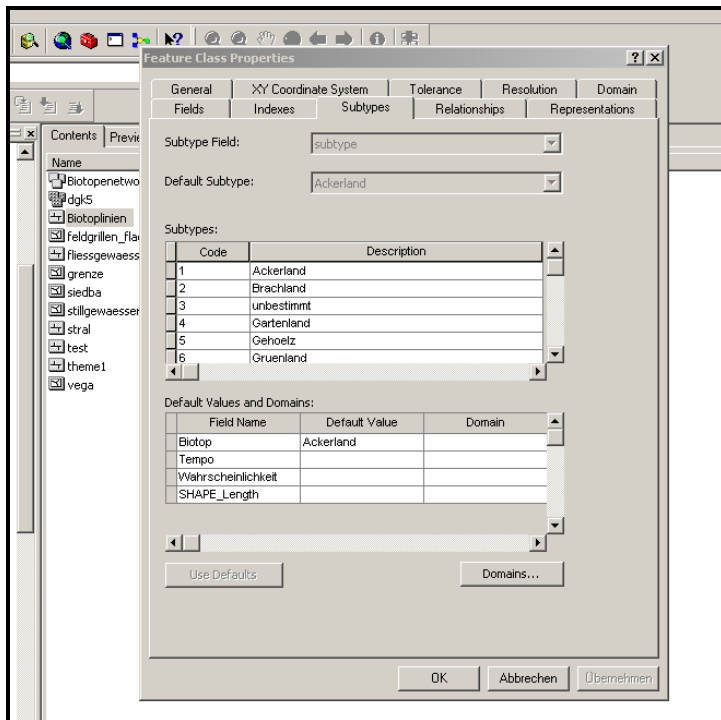 Feature Class Properties
General XY Coordinate System Tolerance Resolution Domain
Fields Indexes Subtypes Relationships Representations
Subtype Field: subtype
Default Subtype: Ackerland
Subtypes:
Code Description
1 Ackerland
2 Brachland
3 unbestimmt
4 Gartenland
5 Gehoelz
6 Gruenland
Default Values and Domains:
Field Name Default Value Domain
Biotop Ackerland
Tempo
Wahrscheinlichkeit
SHAPE_Length
Use Defaults Domains...
OK Abbrechen Übernehmen
Contents Previe
Name
Biotopenetwo
dgk5
Biotoplinien
feldgrillen_flae
fliessgewaess
grenze
siedba
stillgewaesser
stral
test
theme1
vega